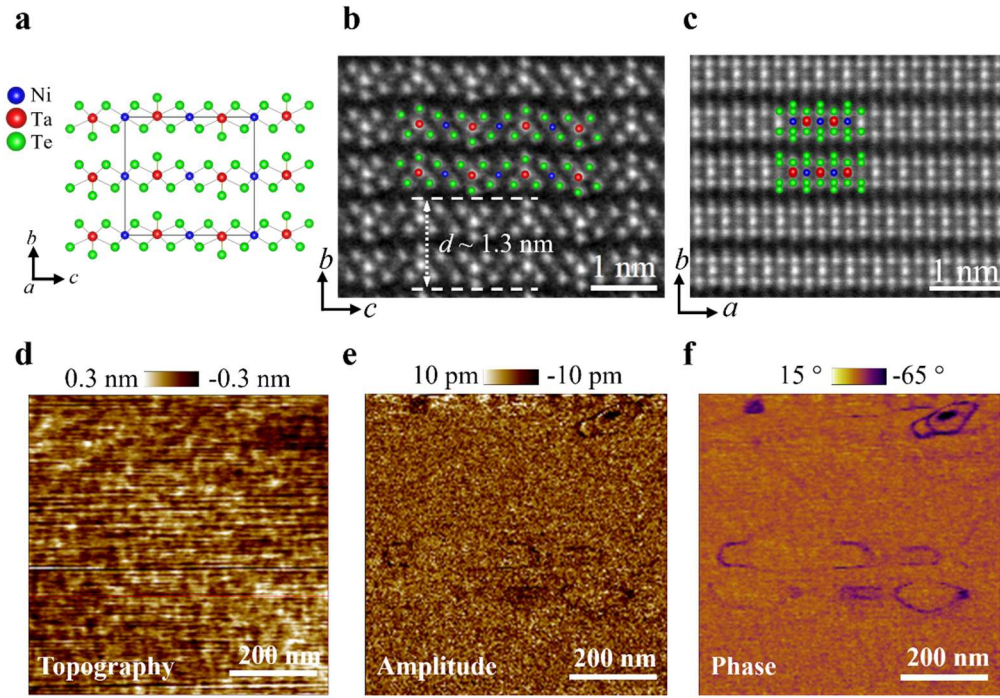 a
b
c
Ni
Ta
Te
b
a
c
d ~ 1.3 nm
1 nm
b
c
1 nm
b
a
d
e
f
0.3 nm
-0.3 nm
10 pm
-10 pm
15 °
-65 °
Topography
200 nm
Amplitude
200 nm
Phase
200 nm